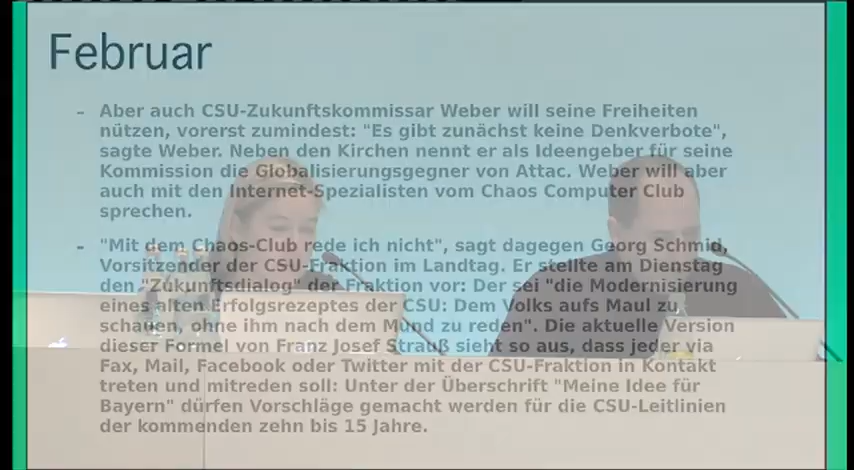 Februar
- Aber auch CSU-Zukunftskommissar Weber will seine Freiheiten
nützen, vorerst zumindest: "Es gibt zunächst keine Denkverbote",
sagte Weber. Neben den Kirchen nennt er als Ideengeber für seine
Kommission die Globalisierungsgegner von Attac. Weber will aber
auch mit den Internet-Spezialisten vom Chaos Computer Club
sprechen.
- "Mit dem Chaos-Club rede ich nicht", sagt dagegen Georg Schmid,
Vorsitzender der CSU-Fraktion im Landtag. Er stellte am Dienstag
den "Zukunftsdialog" der Fraktion vor: Der sei "die Modernisierung
eines alten Erfolgsrezeptes der CSU: Dem Volks aufs Maul zu
schauen, ohne ihm nach dem Mund zu reden". Die aktuelle Version
dieser Formel von Franz Josef Strauß sieht so aus, dass jeder via
Fax, Mail, Facebook oder Twitter mit der CSU-Fraktion in Kontakt
treten und mitreden soll: Unter der Überschrift "Meine Idee für
Bayern" dürfen Vorschläge gemacht werden für die CSU-Leitlinien
der kommenden zehn bis 15 Jahre.